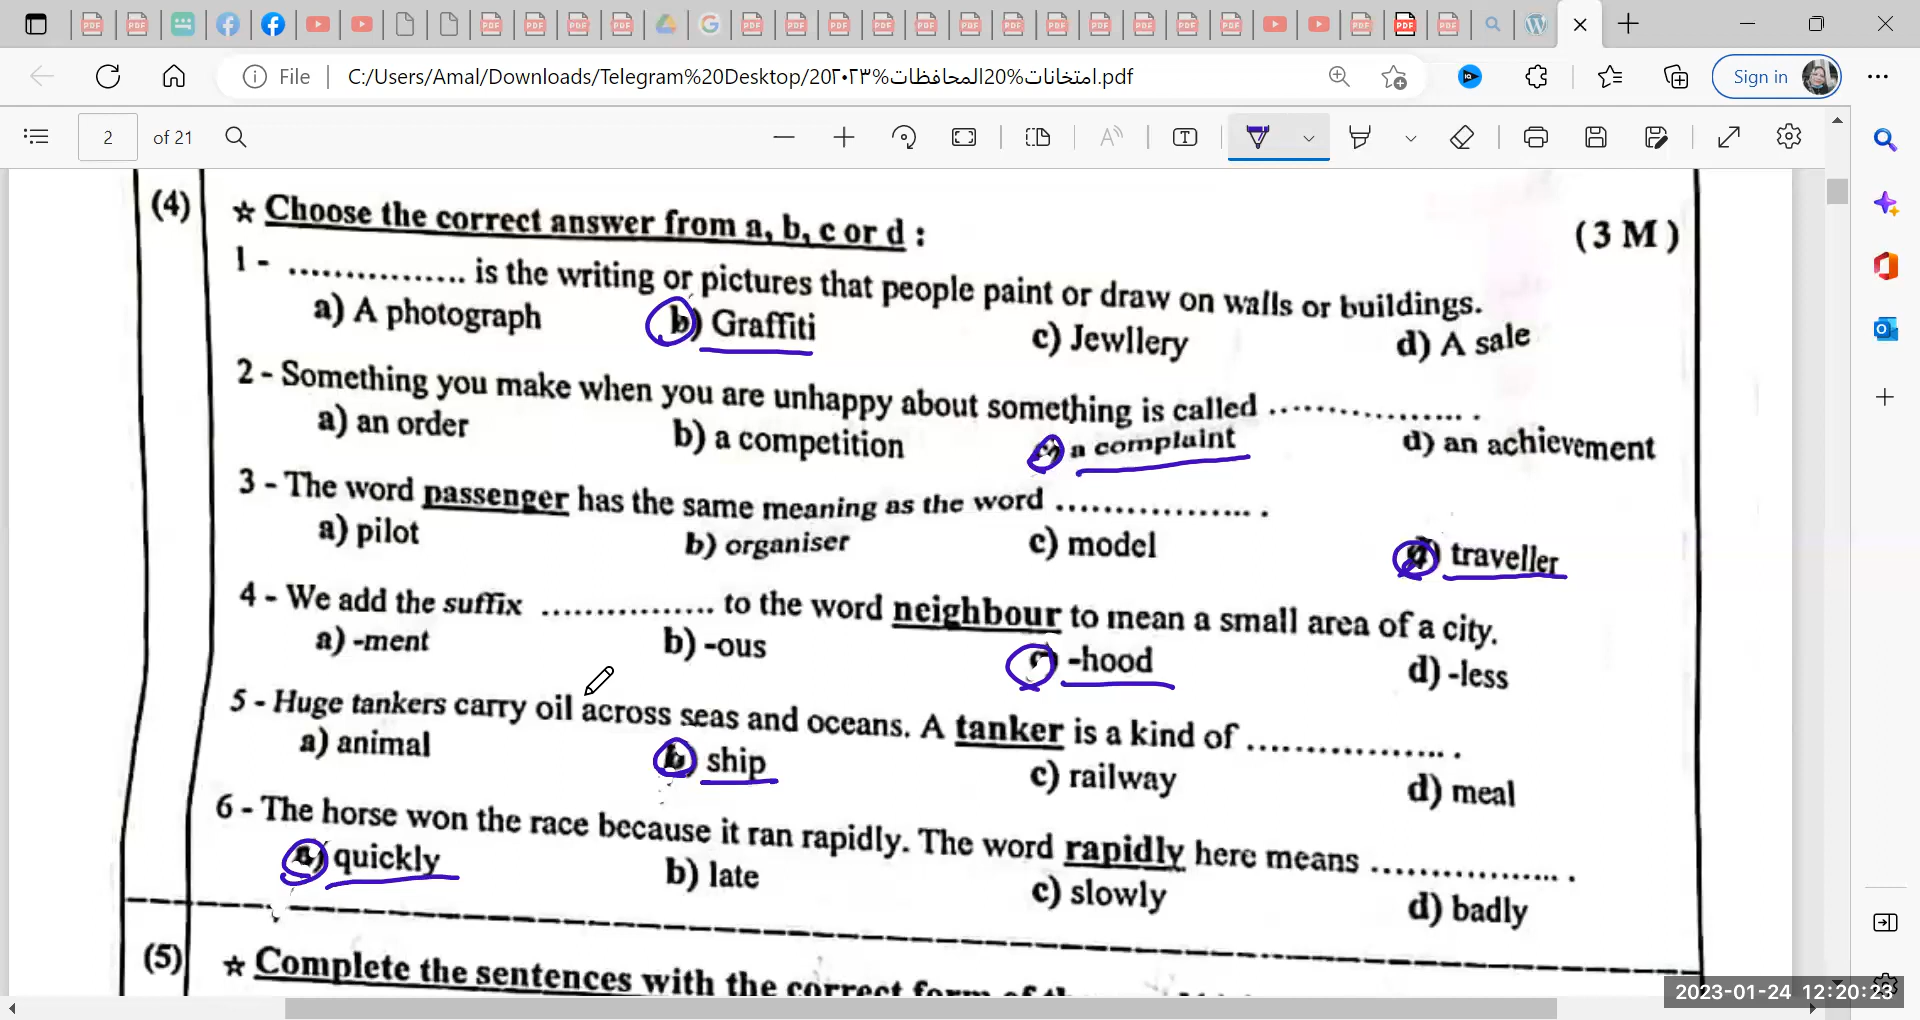 File
C:/Users/Amal/Downloads/Telegram%20Desktop/امتخانات%20المحافظات%20٢٠٢٣.pdf
Sign in
2 of 21
(4) ☆ Choose the correct answer from a, b, c or d : (3 M)
1 - ................ is the writing or pictures that people paint or draw on walls or buildings.
a) A photograph b) Graffiti c) Jewllery d) A sale
2 - Something you make when you are unhappy about something is called .................. .
a) an order b) a competition a complaint d) an achievement
3 - The word passenger has the same meaning as the word .................. .
a) pilot b) organiser c) model traveller
4 - We add the suffix ................ to the word neighbour to mean a small area of a city.
a) -ment b) -ous -hood d) -less
5 - Huge tankers carry oil across seas and oceans. A tanker is a kind of .................. .
a) animal b) ship c) railway d) meal
6 - The horse won the race because it ran rapidly. The word rapidly here means .................. .
a) quickly b) late c) slowly d) badly
(5) ☆ Complete the sentences with the correct form of
2023-01-24 12:20:23